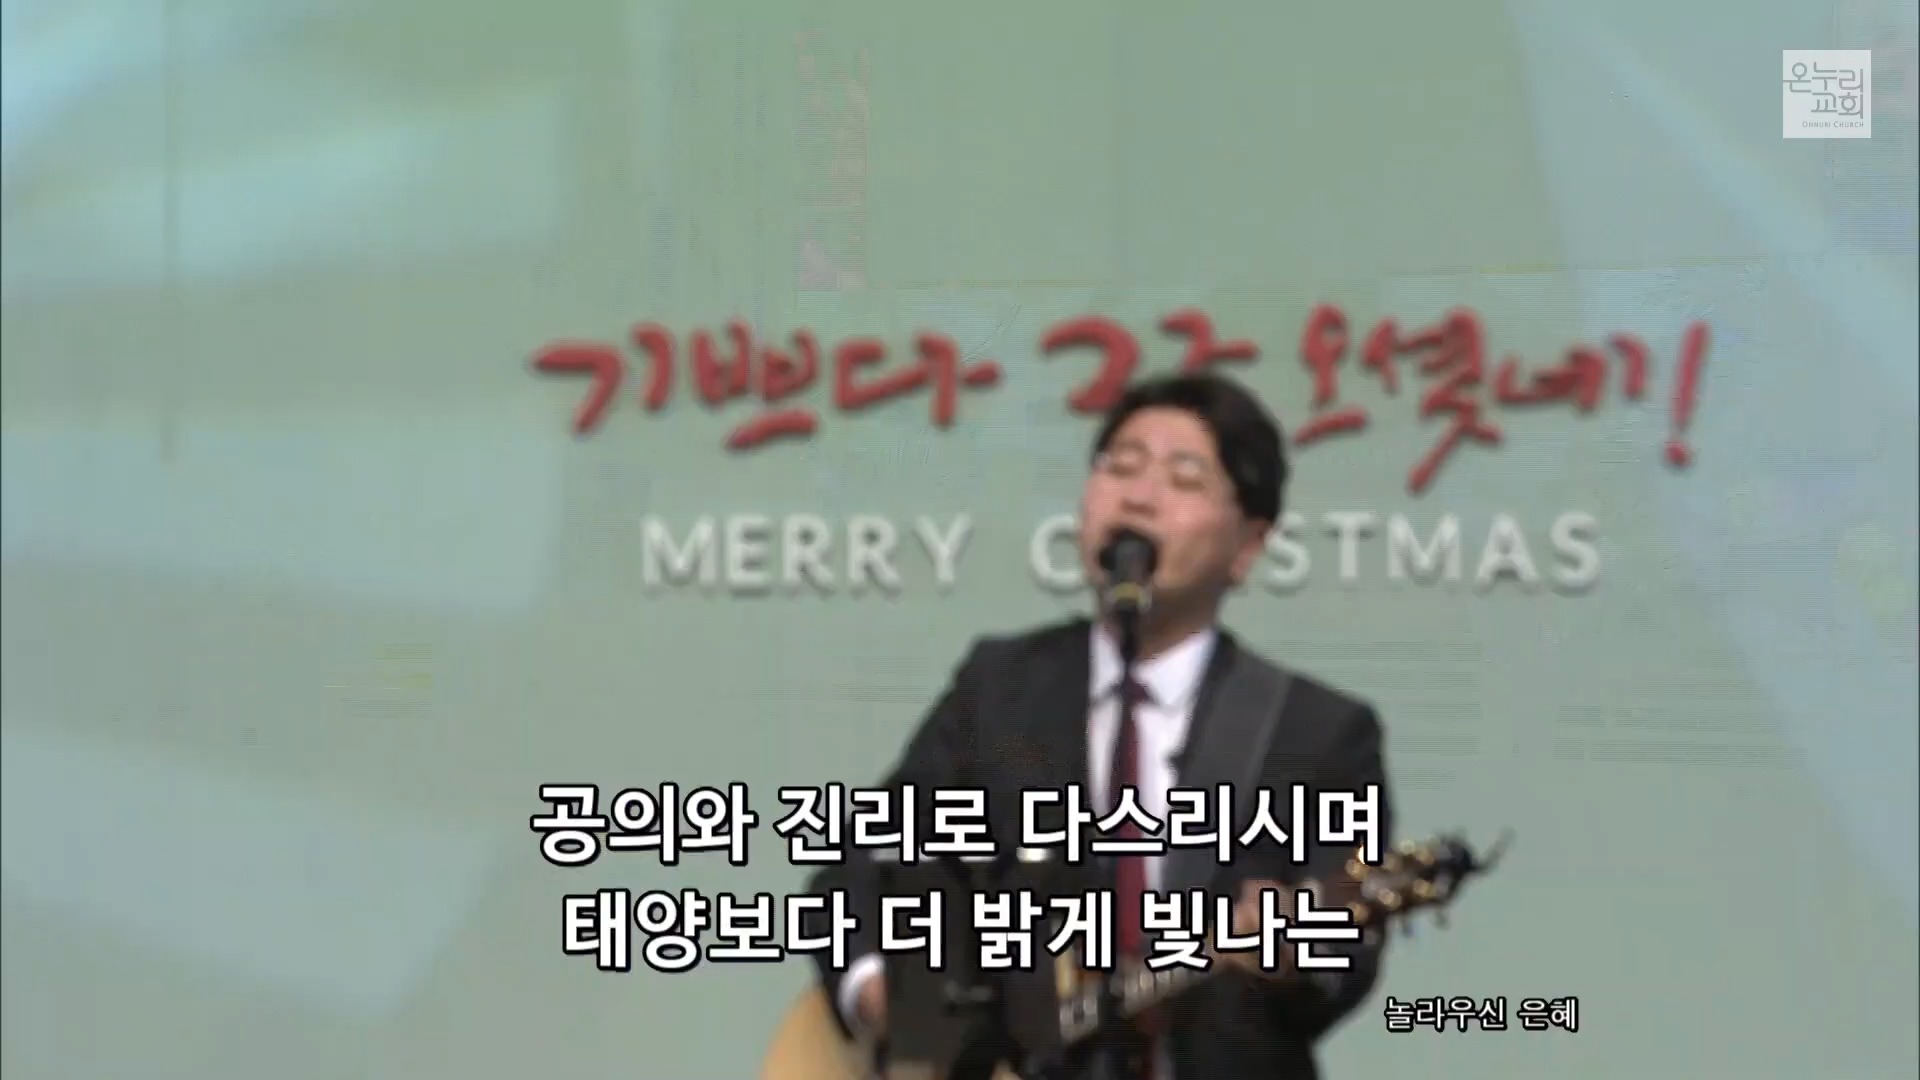 온누리
교회
ONNURI CHURCH
기쁘다 구주 오셨네!
MERRY C STMAS
공의와 진리로 다스리시며
태양보다 더 밝게 빛나는
놀라우신 은혜